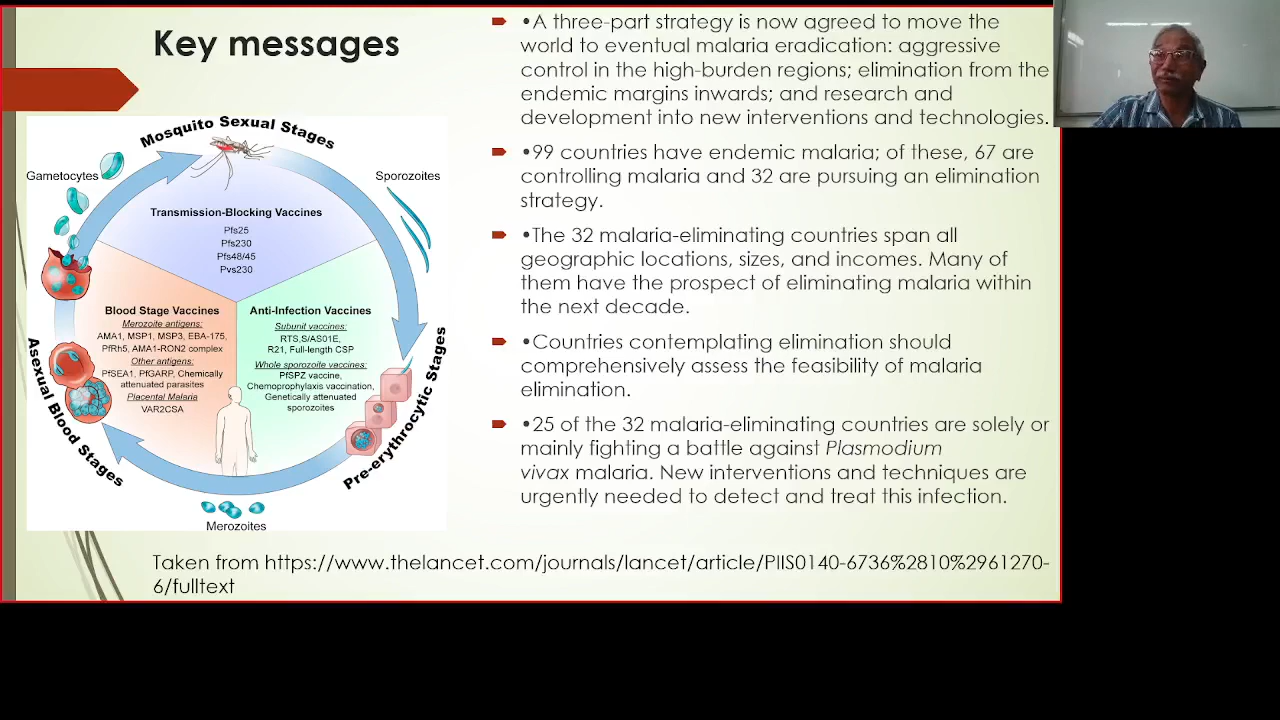 Key messages
Mosquito Sexual Stages
Gametocytes
Sporozoites
Transmission-Blocking Vaccines
Pfs25
Pfs230
Pfs48/45
Pvs230
Blood Stage Vaccines
Merozoite antigens:
AMA1, MSP1, MSP3, EBA-175,
PfRh5, AMA1-RON2 complex
Other antigens:
PfSEA1, PfGARP, Chemically
attenuated parasites
Placental Malaria
VAR2CSA
Anti-Infection Vaccines
Subunit vaccines:
RTS,S/AS01E,
R21, Full-length CSP
Whole sporozoite vaccines:
PfSPZ vaccine,
Chemoprophylaxis vaccination,
Genetically attenuated
sporozoites
Asexual Blood Stages
Pre-erythrocytic Stages
Merozoites
•A three-part strategy is now agreed to move the
world to eventual malaria eradication: aggressive
control in the high-burden regions; elimination from the
endemic margins inwards; and research and
development into new interventions and technologies.
•99 countries have endemic malaria; of these, 67 are
controlling malaria and 32 are pursuing an elimination
strategy.
•The 32 malaria-eliminating countries span all
geographic locations, sizes, and incomes. Many of
them have the prospect of eliminating malaria within
the next decade.
•Countries contemplating elimination should
comprehensively assess the feasibility of malaria
elimination.
•25 of the 32 malaria-eliminating countries are solely or
mainly fighting a battle against Plasmodium
vivax malaria. New interventions and techniques are
urgently needed to detect and treat this infection.
Taken from https://www.thelancet.com/journals/lancet/article/PIIS0140-6736%2810%2961270-
6/fulltext